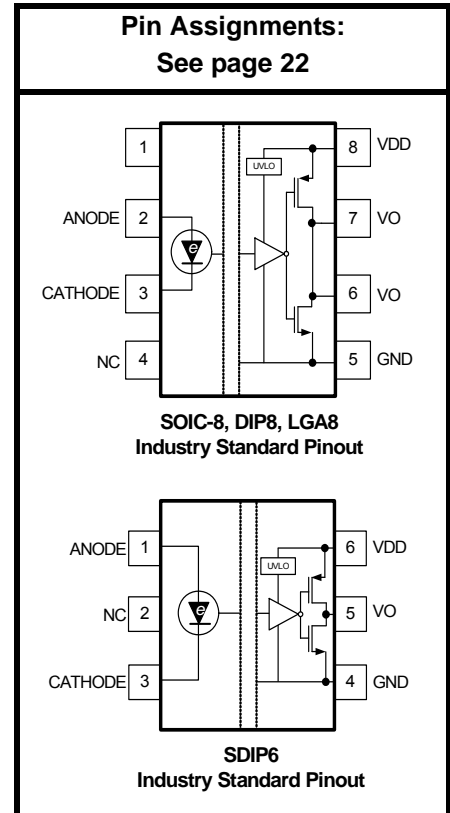 Pin Assignments:
See page 22
1
8 VDD
UVLO
ANODE 2
e
7 VO
CATHODE 3
6 VO
NC 4
5 GND
SOIC-8, DIP8, LGA8
Industry Standard Pinout
ANODE 1
6 VDD
UVLO
NC 2
e
5 VO
CATHODE 3
4 GND
SDIP6
Industry Standard Pinout